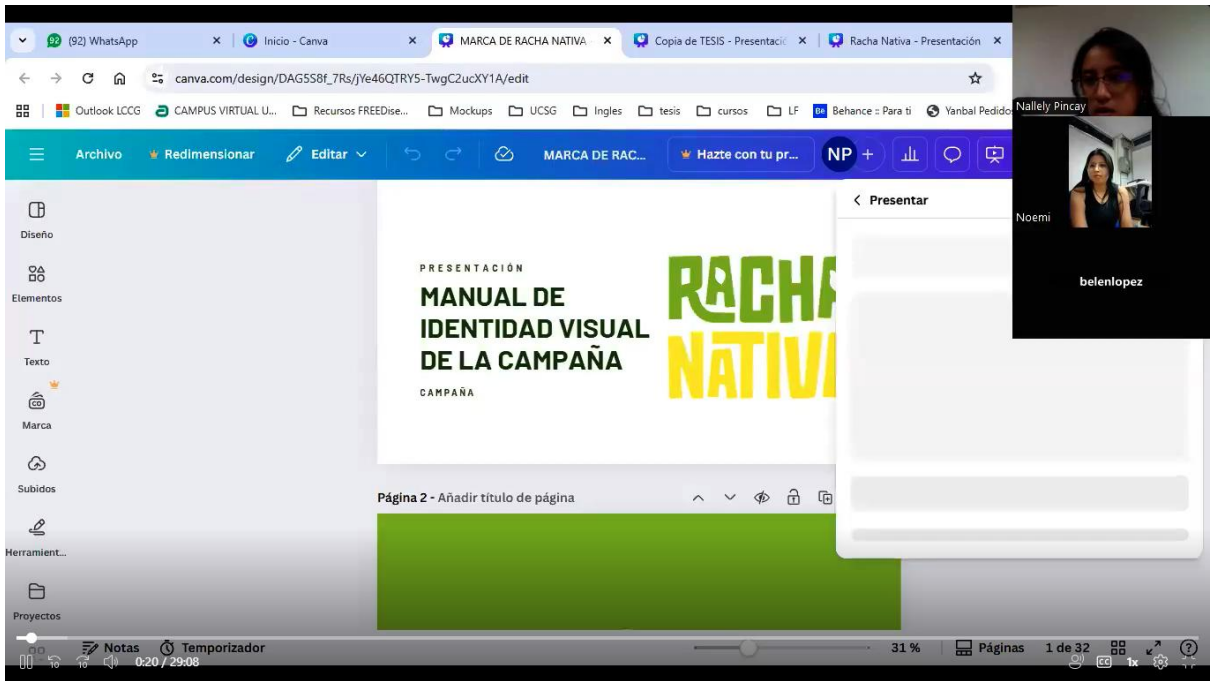 (92) WhatsApp
Inicio - Canva
MARCA DE RACHA NATIVA -
Copia de TESIS - Presentació
Racha Nativa - Presentación
canva.com/design/DAG5S8f_7Rs/jYe46QTRY5-TwgC2ucXY1A/edit
Outlook LCCG
CAMPUS VIRTUAL U...
Recursos FREEDise...
Mockups
UCSG
Ingles
tesis
cursos
LF
Behance :: Para ti
Yanbal Pedido
Nallely Pincay
Archivo
Redimensionar
Editar
MARCA DE RAC...
Hazte con tu pr...
NP
Presentar
Noemi
belenlopez
Diseño
Elementos
Texto
Marca
Subidos
Herramient...
Proyectos
PRESENTACIÓN
MANUAL DE
IDENTIDAD VISUAL
DE LA CAMPAÑA
CAMPAÑA
RACHA
NATIVA
Página 2 - Añadir título de página
Notas
Temporizador
31 %
Páginas
1 de 32
10
10
0:20 / 29:08
CC
1x